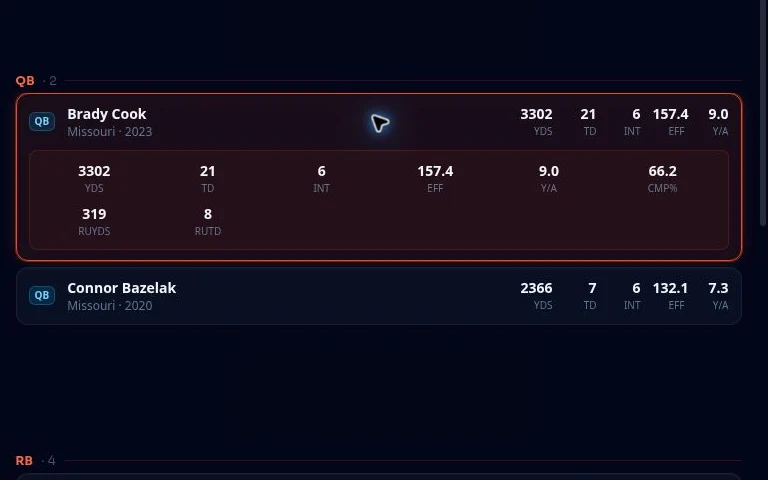 QB · 2
QB Brady Cook 3302 21 6 157.4 9.0
Missouri · 2023 YDS TD INT EFF Y/A
3302 21 6 157.4 9.0 66.2
YDS TD INT EFF Y/A CMP%
319 8
RUYDS RUTD
QB Connor Bazelak 2366 7 6 132.1 7.3
Missouri · 2020 YDS TD INT EFF Y/A
RB · 4